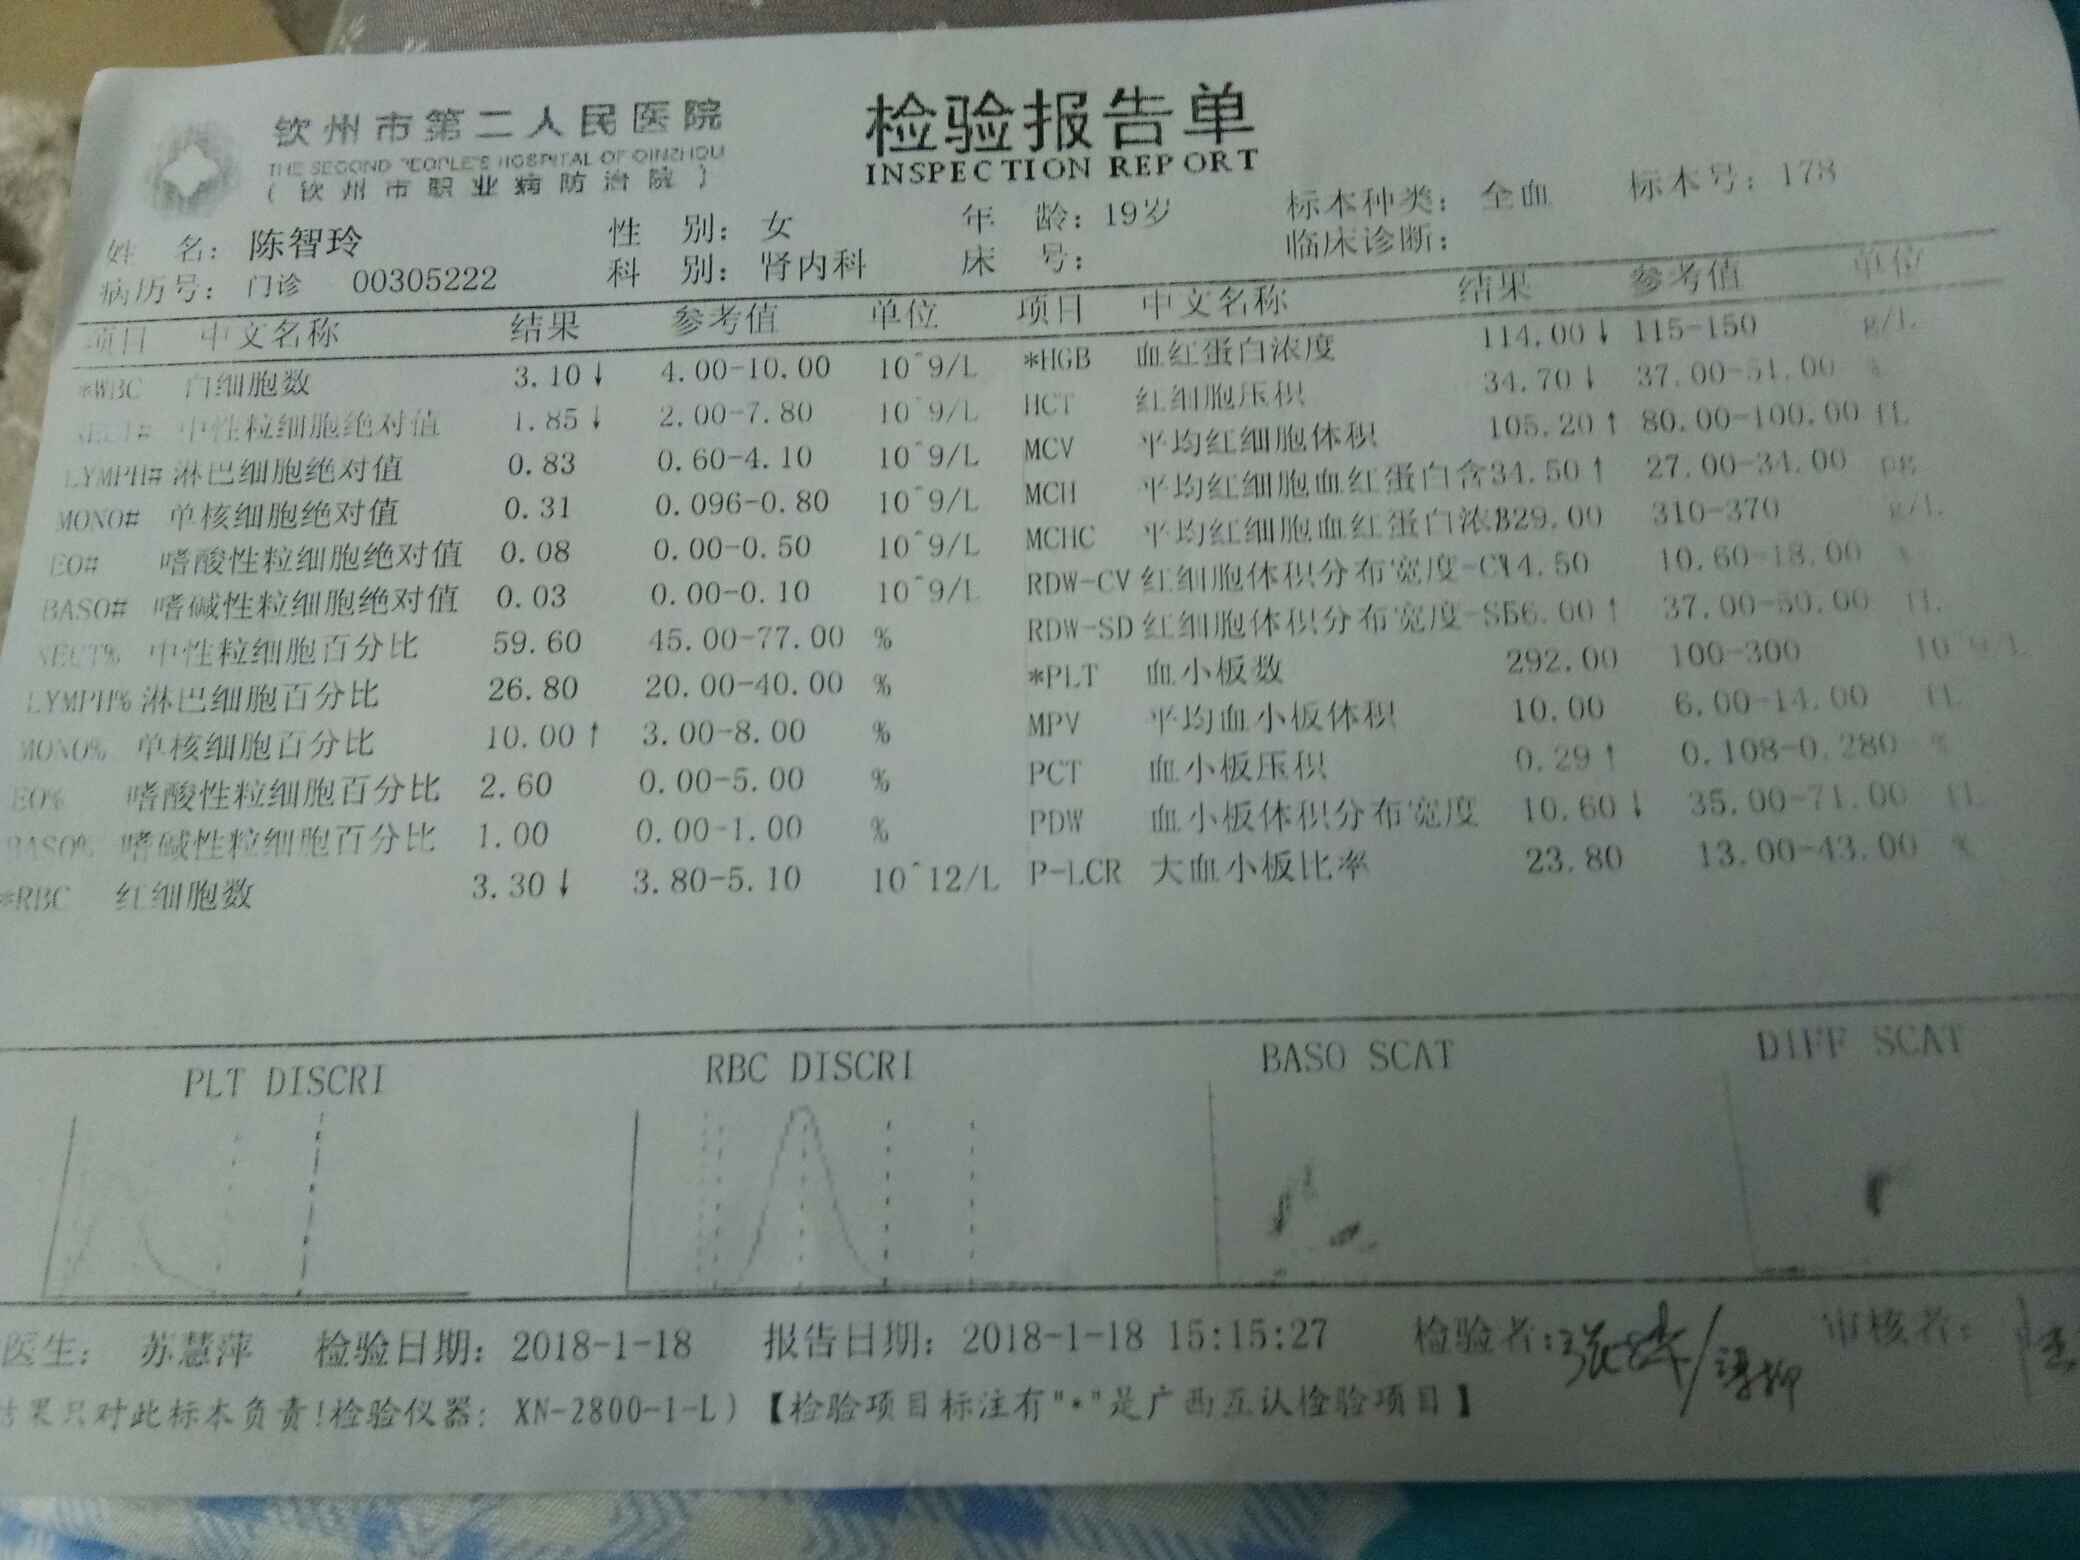 钦州市第二人民医院
THE SECOND PEOPLE'S HOSPITAL OF QINZHOU
(钦州市职业病防治院)
检验报告单
INSPECTION REPORT
姓 名: 陈智玲 性 别: 女 年 龄: 19岁 标本种类: 全血 标本号: 178
病历号: 门诊 00305222 科 别: 肾内科 床 号: 临床诊断:
项目 中文名称 结果 参考值 单位 项目 中文名称 结果 参考值 单位
*WBC 白细胞数 3.10↓ 4.00-10.00 10^9/L *HGB 血红蛋白浓度 114.00↓ 115-150 g/L
NEUT# 中性粒细胞绝对值 1.85↓ 2.00-7.80 10^9/L HCT 红细胞压积 34.70↓ 37.00-51.00 %
LYMPH# 淋巴细胞绝对值 0.83 0.60-4.10 10^9/L MCV 平均红细胞体积 105.20↑ 80.00-100.00 fL
MONO# 单核细胞绝对值 0.31 0.096-0.80 10^9/L MCH 平均红细胞血红蛋白含34.50↑ 27.00-34.00 pg
EO# 嗜酸性粒细胞绝对值 0.08 0.00-0.50 10^9/L MCHC 平均红细胞血红蛋白浓329.00 310-370 g/L
BASO# 嗜碱性粒细胞绝对值 0.03 0.00-0.10 10^9/L RDW-CV 红细胞体积分布宽度-CV14.50 10.60-18.00 %
NEUT% 中性粒细胞百分比 59.60 45.00-77.00 % RDW-SD 红细胞体积分布宽度-SD56.00↑ 37.00-50.00 fL
LYMPH% 淋巴细胞百分比 26.80 20.00-40.00 % *PLT 血小板数 292.00 100-300 10^9/L
MONO% 单核细胞百分比 10.00↑ 3.00-8.00 % MPV 平均血小板体积 10.00 6.00-14.00 fL
EO% 嗜酸性粒细胞百分比 2.60 0.00-5.00 % PCT 血小板压积 0.29↑ 0.108-0.280 %
BASO% 嗜碱性粒细胞百分比 1.00 0.00-1.00 % PDW 血小板体积分布宽度 10.60↓ 35.00-71.00 fL
*RBC 红细胞数 3.30↓ 3.80-5.10 10^12/L P-LCR 大血小板比率 23.80 13.00-43.00 %
PLT DISCRI RBC DISCRI BASO SCAT DIFF SCAT
医生: 苏慧萍 检验日期: 2018-1-18 报告日期: 2018-1-18 15:15:27 检验者: 审核者:
结果只对此标本负责!检验仪器: XN-2800-1-L)【检验项目标注有"*"是广西互认检验项目】